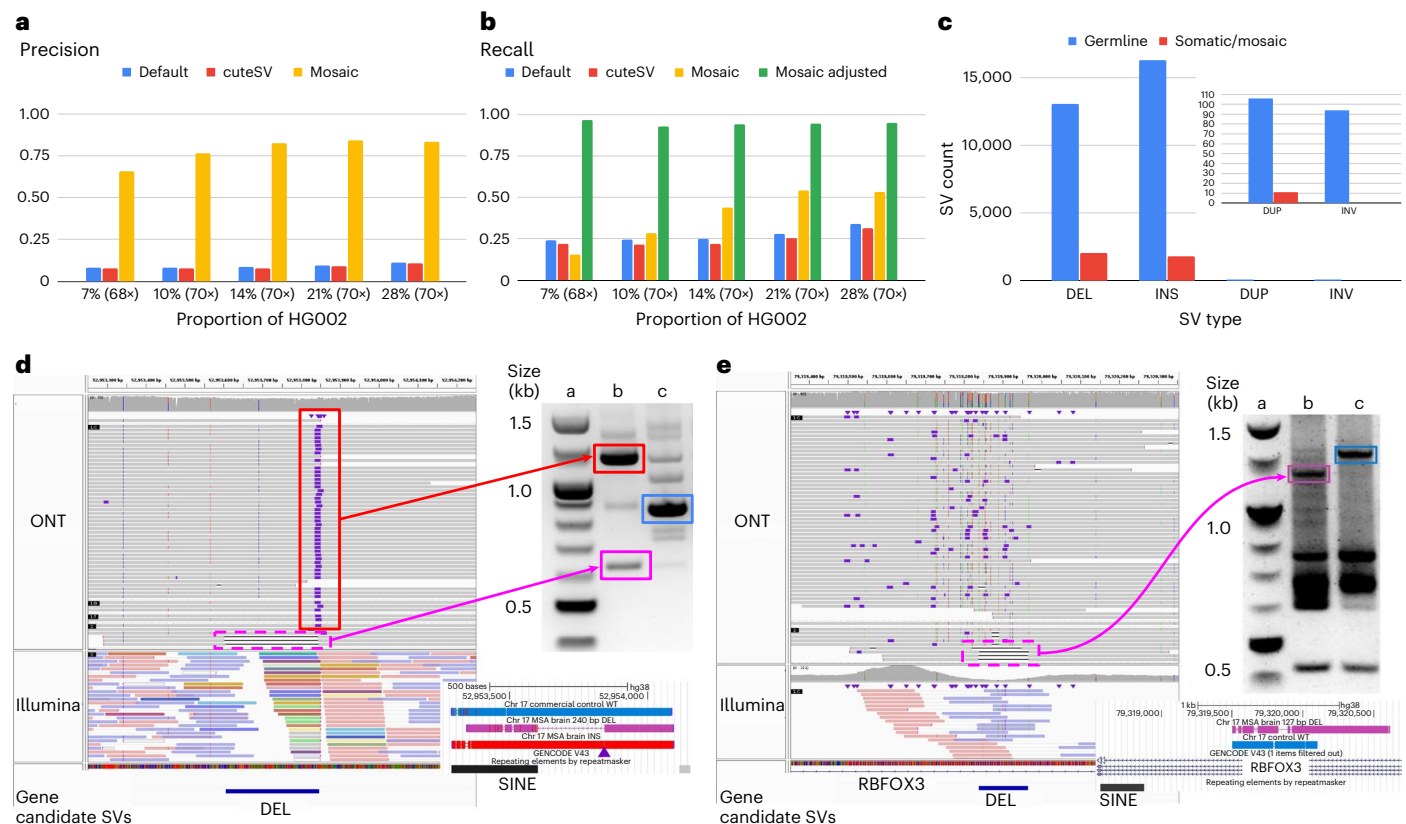 a
Precision
Default cuteSV Mosaic
1.00
0.75
0.50
0.25
0
7% (68×) 10% (70×) 14% (70×) 21% (70×) 28% (70×)
Proportion of HG002
b
Recall
Default cuteSV Mosaic Mosaic adjusted
1.00
0.75
0.50
0.25
0
7% (68×) 10% (70×) 14% (70×) 21% (70×) 28% (70×)
Proportion of HG002
c
Germline Somatic/mosaic
SV count
15,000
10,000
5,000
0
DEL INS DUP INV
SV type
110
100
90
80
70
60
50
40
30
20
10
0
DUP INV
d
ONT
Illumina
Gene
candidate SVs
DEL
Size
(kb)
a b c
1.5
1.0
0.5
500 bases hg38
52,953,500 52,954,000
Chr 17 commercial control WT
Chr 17 MSA brain 240 bp DEL
Chr 17 MSA brain INS
GENCODE V43
Repeating elements by repeatmasker
SINE
e
ONT
Illumina
Gene
candidate SVs
RBFOX3
DEL
SINE
Size
(kb)
a b c
1.5
1.0
0.5
1 kb hg38
79,319,000 79,319,500 79,320,000 79,320,500
Chr 17 MSA brain 127 bp DEL
Chr 17 control WT
GENCODE V43 (1 items filtered out)
RBFOX3
Repeating elements by repeatmasker